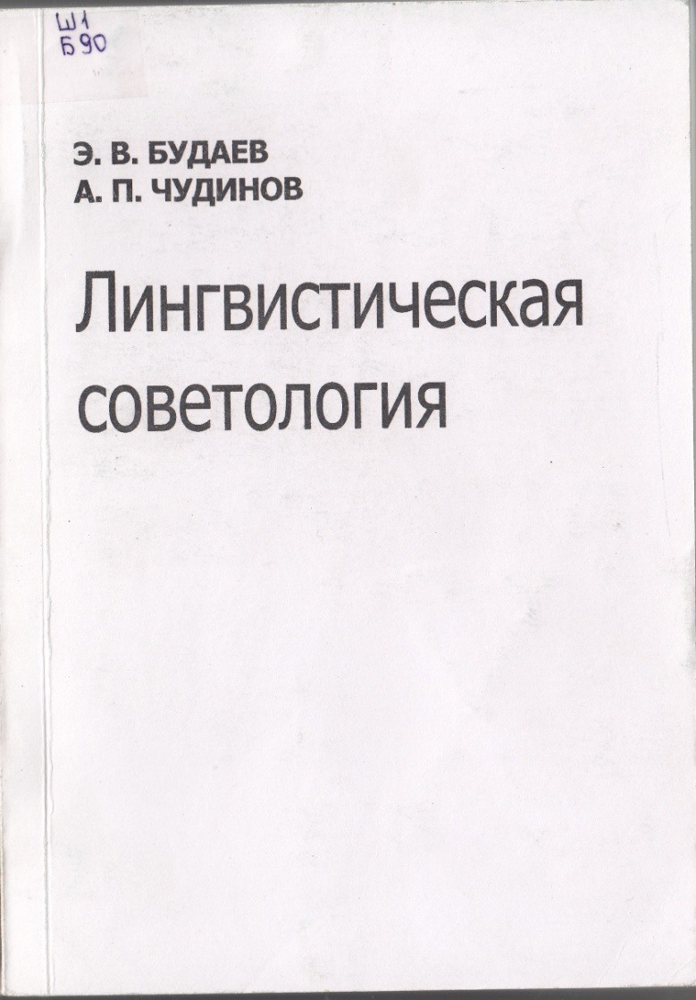 Ш1
Б90
Э. В. БУДАЕВ
А. П. ЧУДИНОВ
Лингвистическая
советология